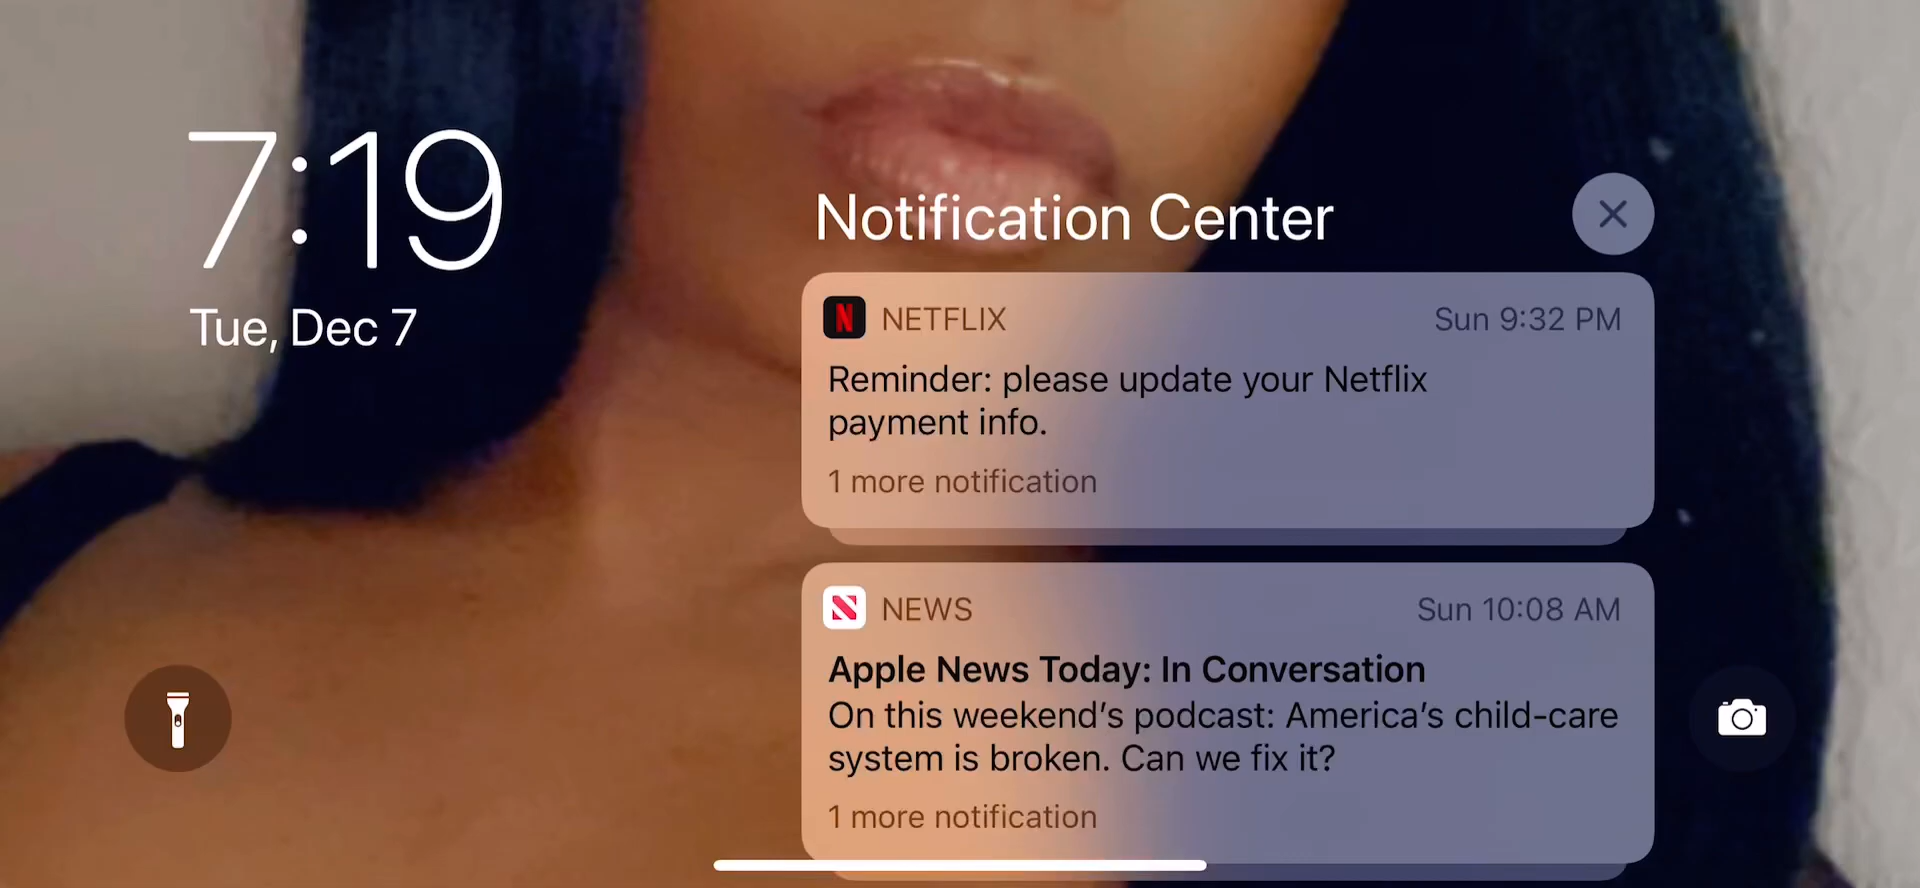 7:19
Tue, Dec 7
Notification Center
NETFLIX
Sun 9:32 PM
Reminder: please update your Netflix
payment info.
1 more notification
NEWS
Sun 10:08 AM
Apple News Today: In Conversation
On this weekend’s podcast: America’s child-care
system is broken. Can we fix it?
1 more notification